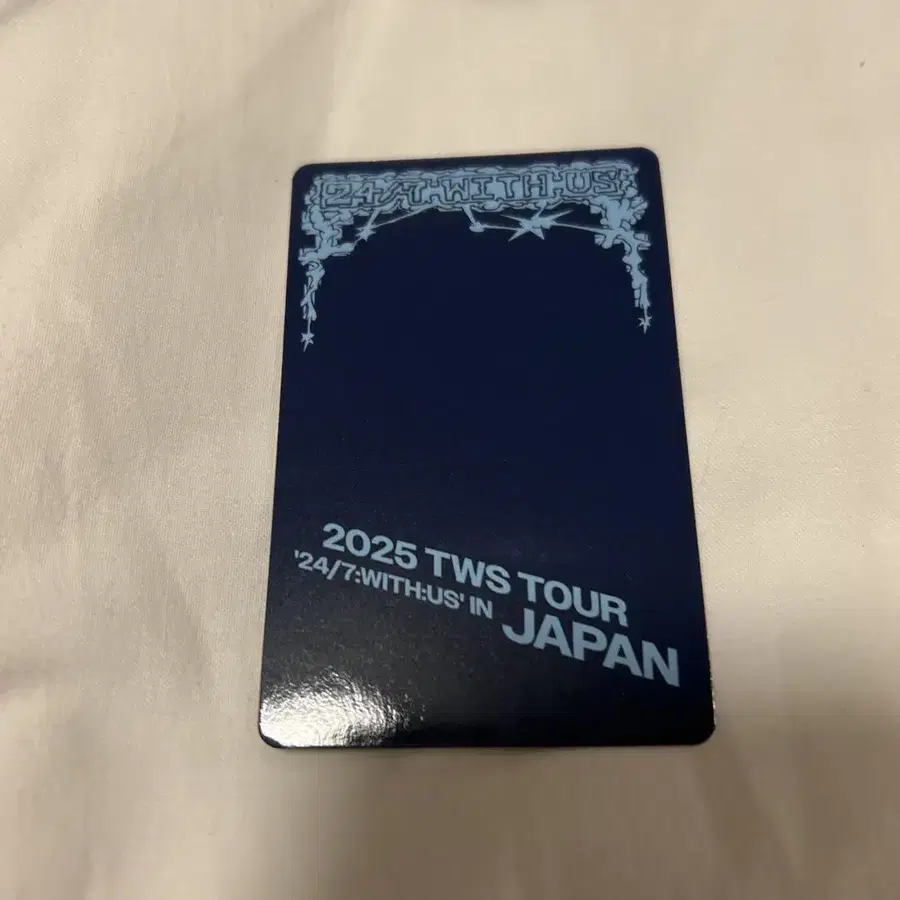 24/7:WITH:US
2025 TWS TOUR
'24/7:WITH:US' IN JAPAN